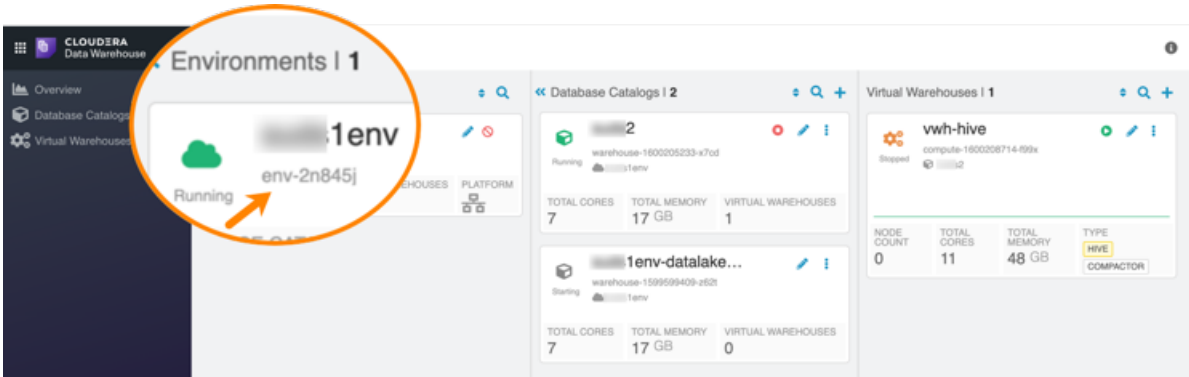 CLOUDERA
Data Warehouse
Overview
Database Catalogs
Virtual Warehouses
Environments | 1
1env
env-2n845j
Running
PLATFORM
Database Catalogs | 2
2
warehouse-1600205233-x7cd
Running
1env
TOTAL CORES TOTAL MEMORY VIRTUAL WAREHOUSES
7 17 GB 1
1env-datalake...
warehouse-1599599409-z62t
Starting
1env
TOTAL CORES TOTAL MEMORY VIRTUAL WAREHOUSES
7 17 GB 0
Virtual Warehouses | 1
vwh-hive
compute-1600208714-f99x
Stopped
NODE COUNT TOTAL CORES TOTAL MEMORY TYPE
0 11 48 GB HIVE
COMPACTOR